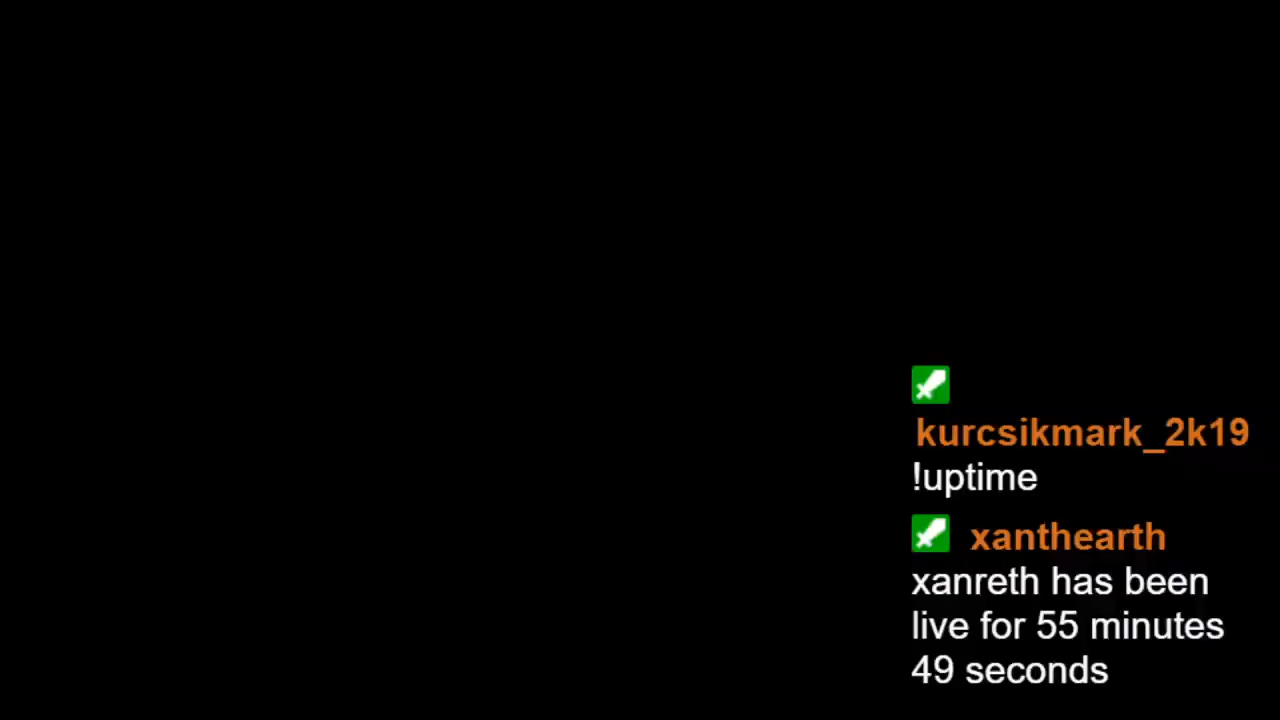 kurcsikmark_2k19
!uptime
xanthearth
xanreth has been
live for 55 minutes
49 seconds